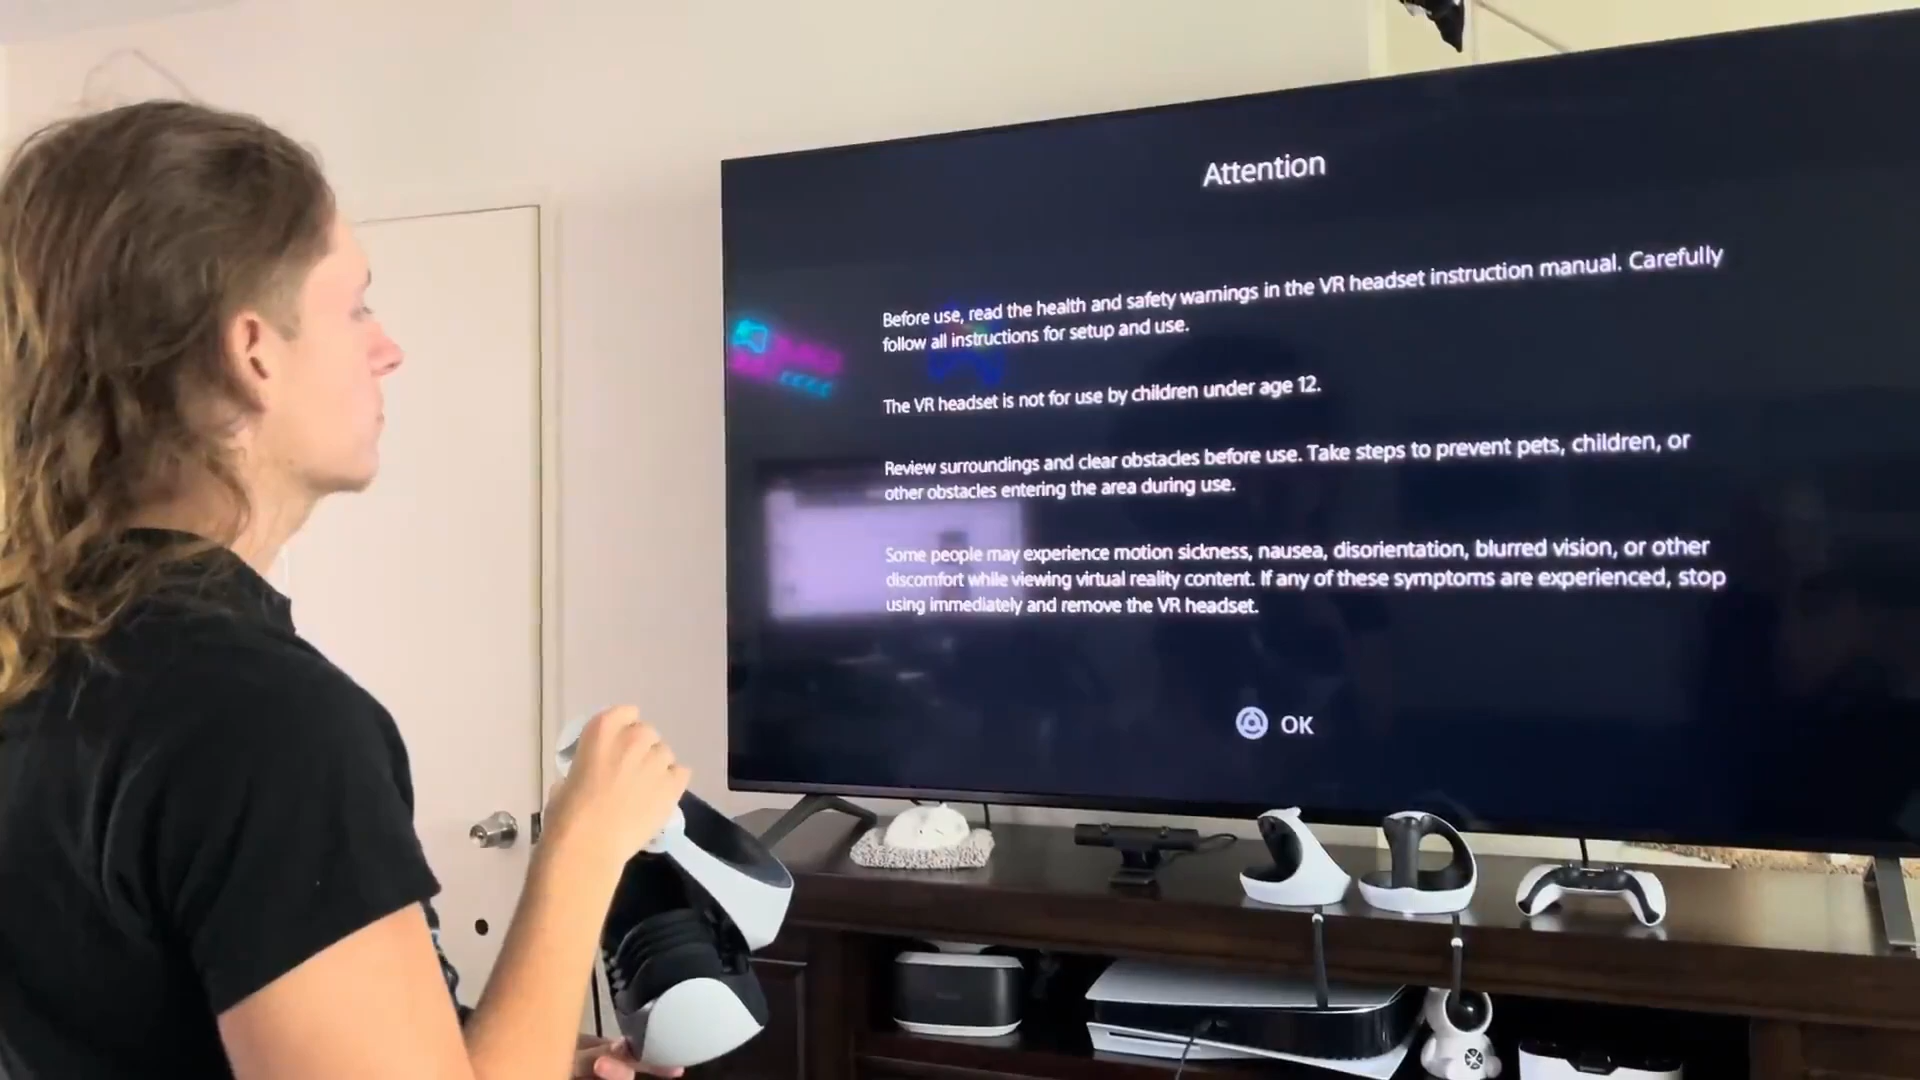 Attention
Before use, read the health and safety warnings in the VR headset instruction manual. Carefully
follow all instructions for setup and use.
The VR headset is not for use by children under age 12.
Review surroundings and clear obstacles before use. Take steps to prevent pets, children, or
other obstacles entering the area during use.
Some people may experience motion sickness, nausea, disorientation, blurred vision, or other
discomfort while viewing virtual reality content. If any of these symptoms are experienced, stop
using immediately and remove the VR headset.
OK